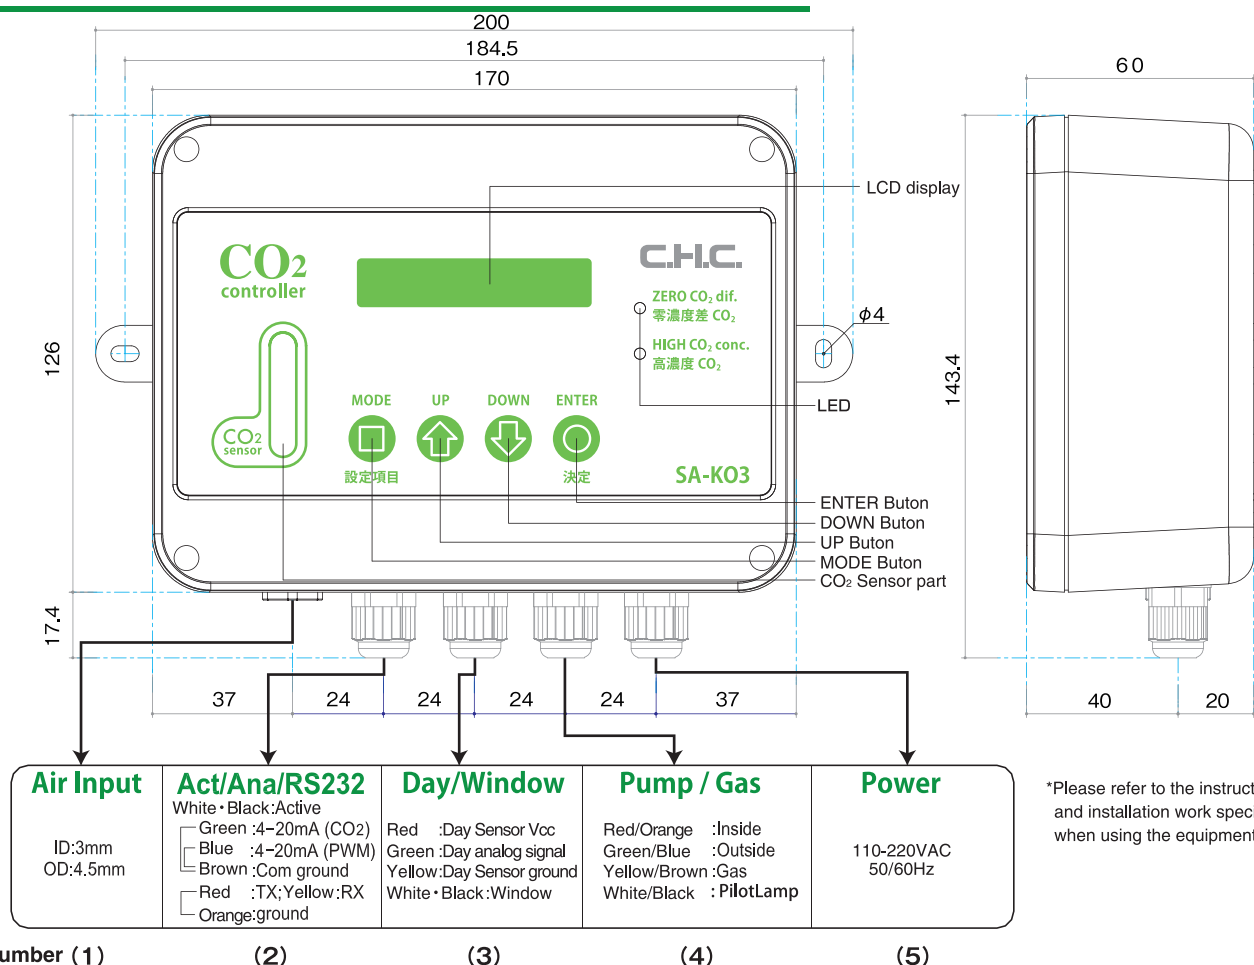 200
184.5
170
60
LCD display
CO2
controller
C.H.C.
ZERO CO2 dif.
零濃度差 CO2
HIGH CO2 conc.
高濃度 CO2
φ4
126
143.4
LED
MODE UP DOWN ENTER
CO2
sensor
設定項目 決定
SA-KO3
ENTER Buton
DOWN Buton
UP Buton
MODE Buton
CO2 Sensor part
17.4
37 24 24 24 24 37
40 20
Air Input
ID:3mm
OD:4.5mm
Act/Ana/RS232
White・Black:Active
Green :4-20mA (CO2)
Blue :4-20mA (PWM)
Brown :Com ground
Red :TX;Yellow:RX
Orange:ground
Day/Window
Red :Day Sensor Vcc
Green :Day analog signal
Yellow:Day Sensor ground
White・Black:Window
Pump / Gas
Red/Orange :Inside
Green/Blue :Outside
Yellow/Brown :Gas
White/Black : PilotLamp
Power
110-220VAC
50/60Hz
*Please refer to the instruct
and installation work speci
when using the equipment
umber (1) (2) (3) (4) (5)